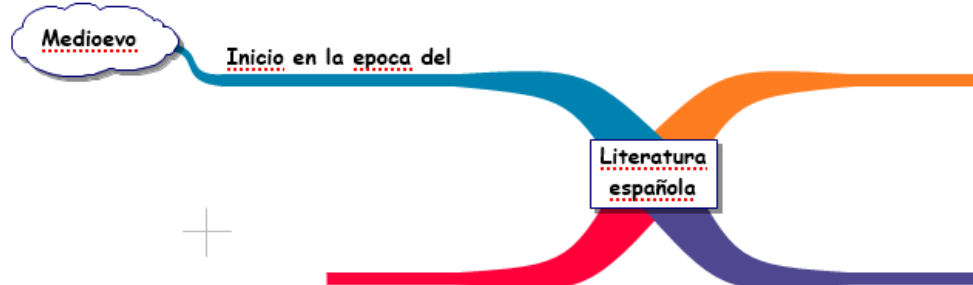 Medioevo
Inicio en la epoca del
Literatura
española